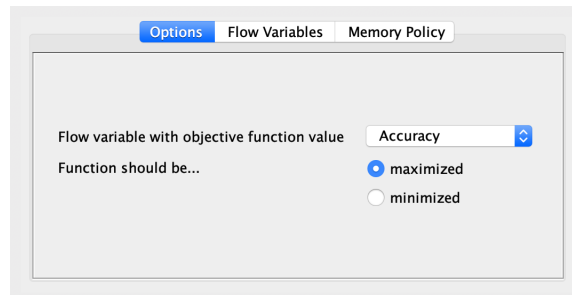 Options Flow Variables Memory Policy
Flow variable with objective function value Accuracy
Function should be... maximized
minimized